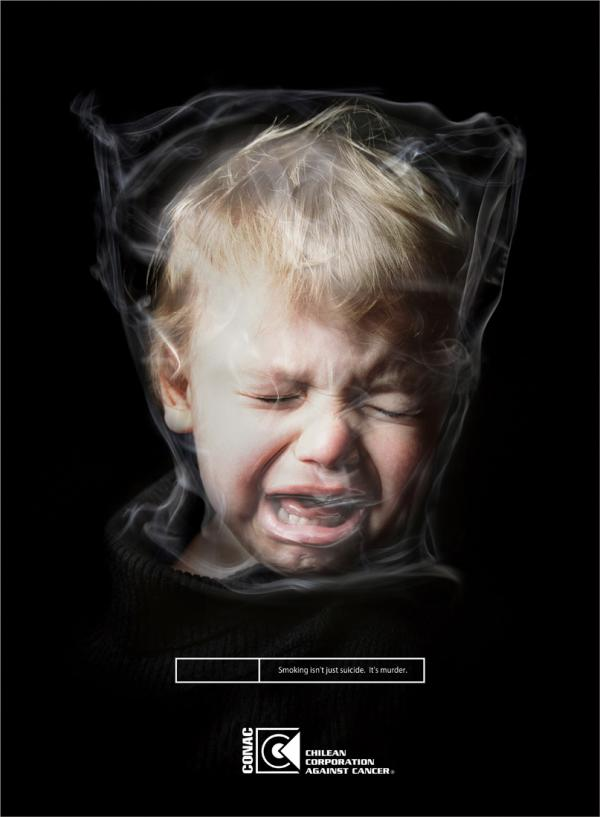 Smoking isn't just suicide. It's murder.
CONAC
CHILEAN
CORPORATION
AGAINST CANCER®